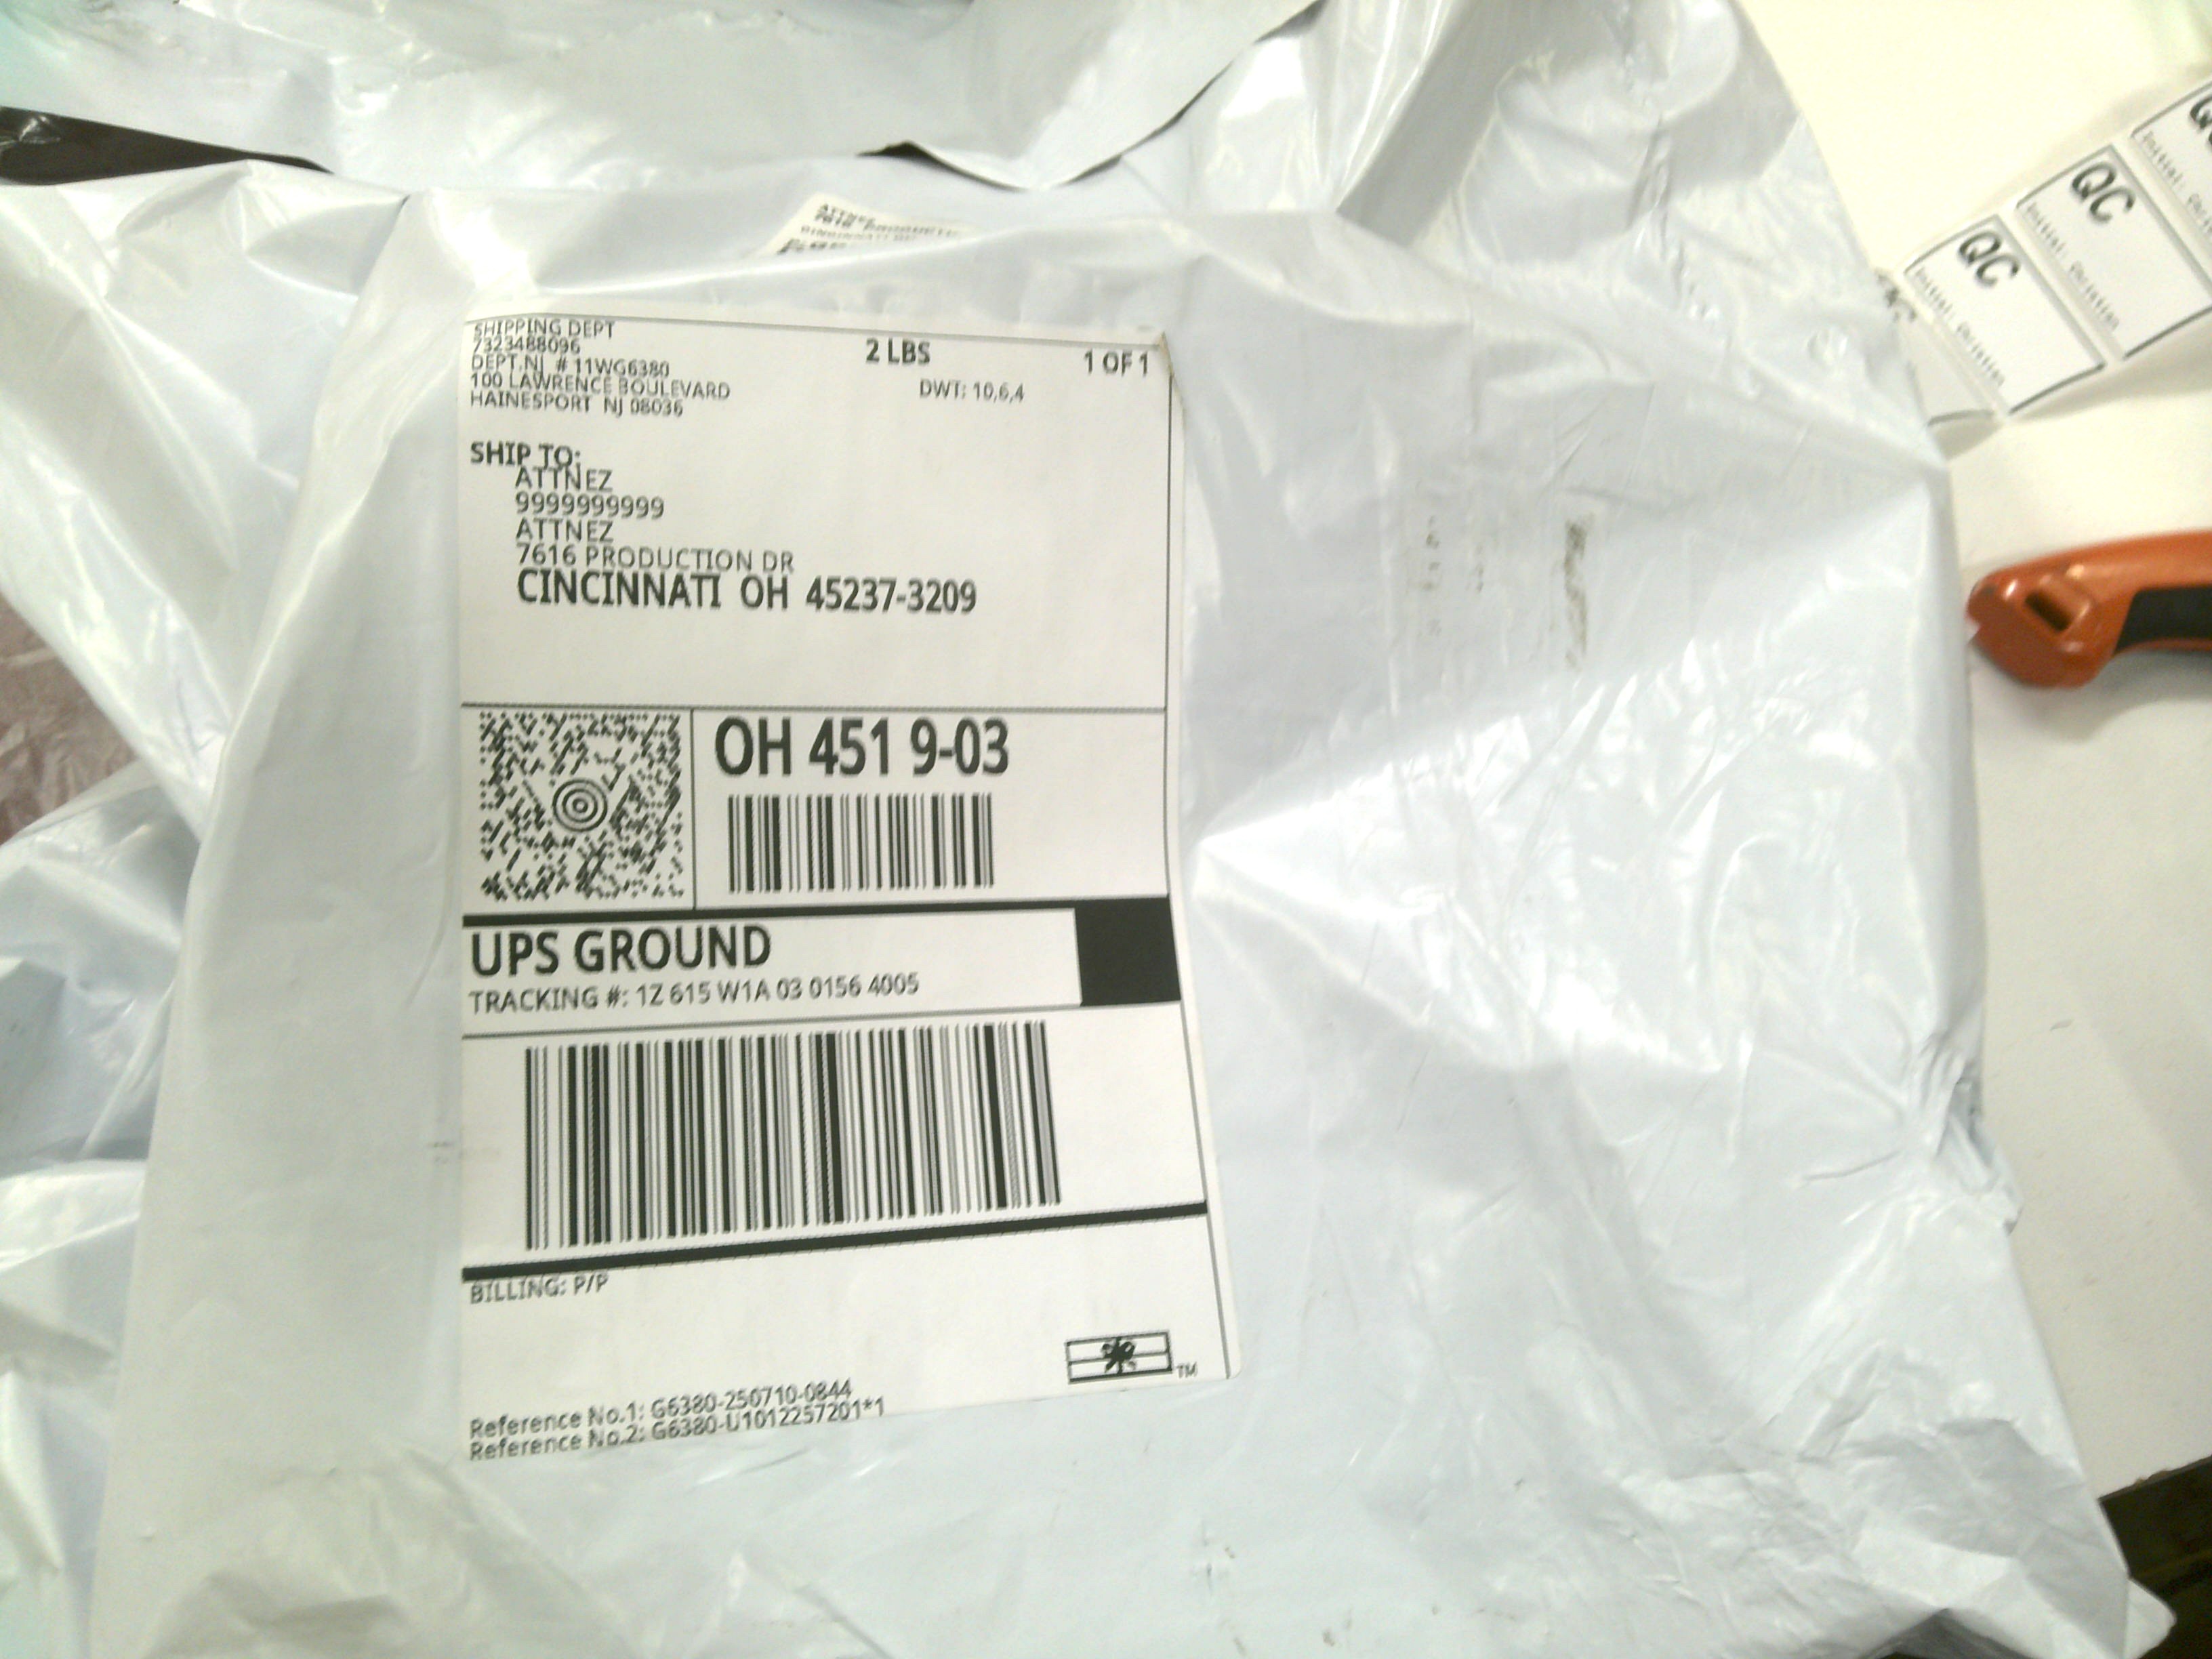 SHIPPING DEPT
7323488096
DEPT.NJ # 11WG6380
100 LAWRENCE BOULEVARD
HAINESPORT NJ 08036
2 LBS
1 OF 1
DWT: 10,6,4
SHIP TO:
ATTNEZ
9999999999
ATTNEZ
7616 PRODUCTION DR
CINCINNATI OH 45237-3209
OH 451 9-03
UPS GROUND
TRACKING #: 1Z 615 W1A 03 0156 4005
BILLING: P/P
TM
Reference No.1: G6380-250710-0844
Reference No.2: G6380-U1012257201*1
QC
Initial:
QC
Initial: